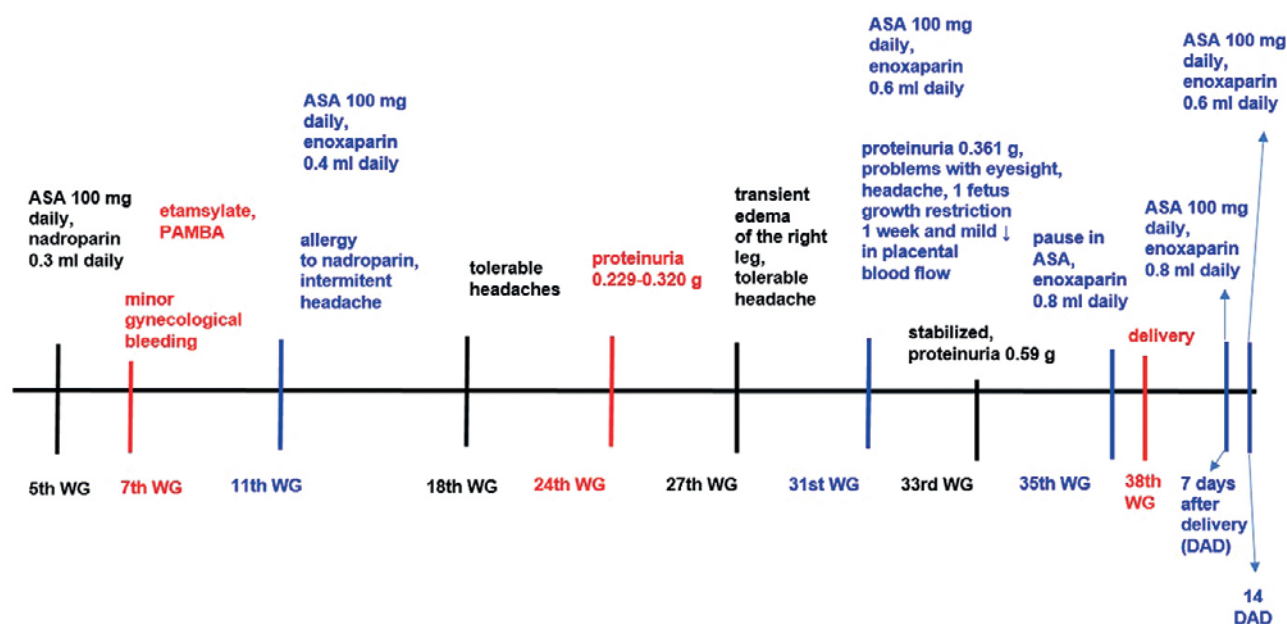 ASA 100 mg
daily,
nadroparin
0.3 ml daily
5th WG
etamsylate,
PAMBA
minor
gynecological
bleeding
7th WG
ASA 100 mg
daily,
enoxaparin
0.4 ml daily
allergy
to nadroparin,
intermitent
headache
11th WG
tolerable
headaches
18th WG
proteinuria
0.229-0.320 g
24th WG
transient
edema
of the right
leg,
tolerable
headache
27th WG
ASA 100 mg
daily,
enoxaparin
0.6 ml daily
proteinuria 0.361 g,
problems with eyesight,
headache, 1 fetus
growth restriction
1 week and mild ↓
in placental
blood flow
31st WG
stabilized,
proteinuria 0.59 g
33rd WG
pause in
ASA,
enoxaparin
0.8 ml daily
35th WG
delivery
38th
WG
ASA 100 mg
daily,
enoxaparin
0.8 ml daily
7 days
after
delivery
(DAD)
ASA 100 mg
daily,
enoxaparin
0.6 ml daily
14
DAD